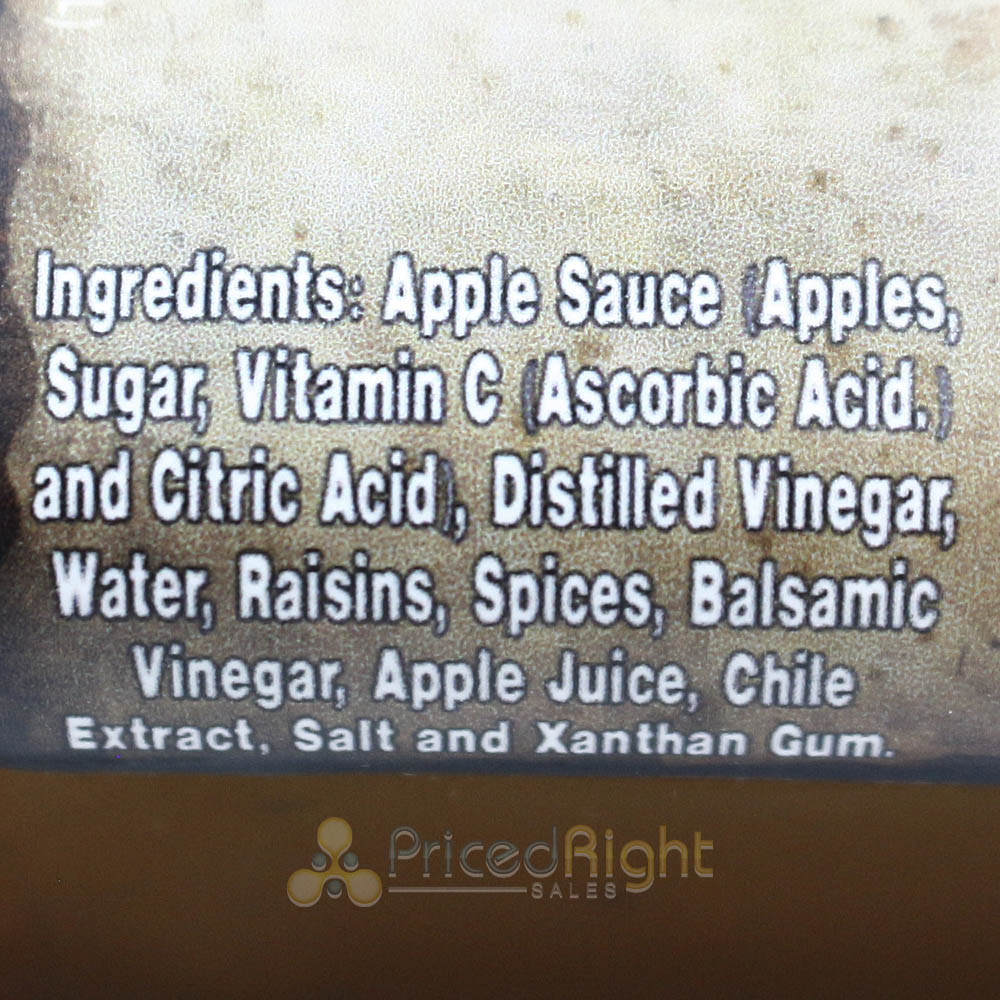 Ingredients: Apple Sauce (Apples,
Sugar, Vitamin C (Ascorbic Acid.)
and Citric Acid), Distilled Vinegar,
Water, Raisins, Spices, Balsamic
Vinegar, Apple Juice, Chile
Extract, Salt and Xanthan Gum.
PricedRight
SALES